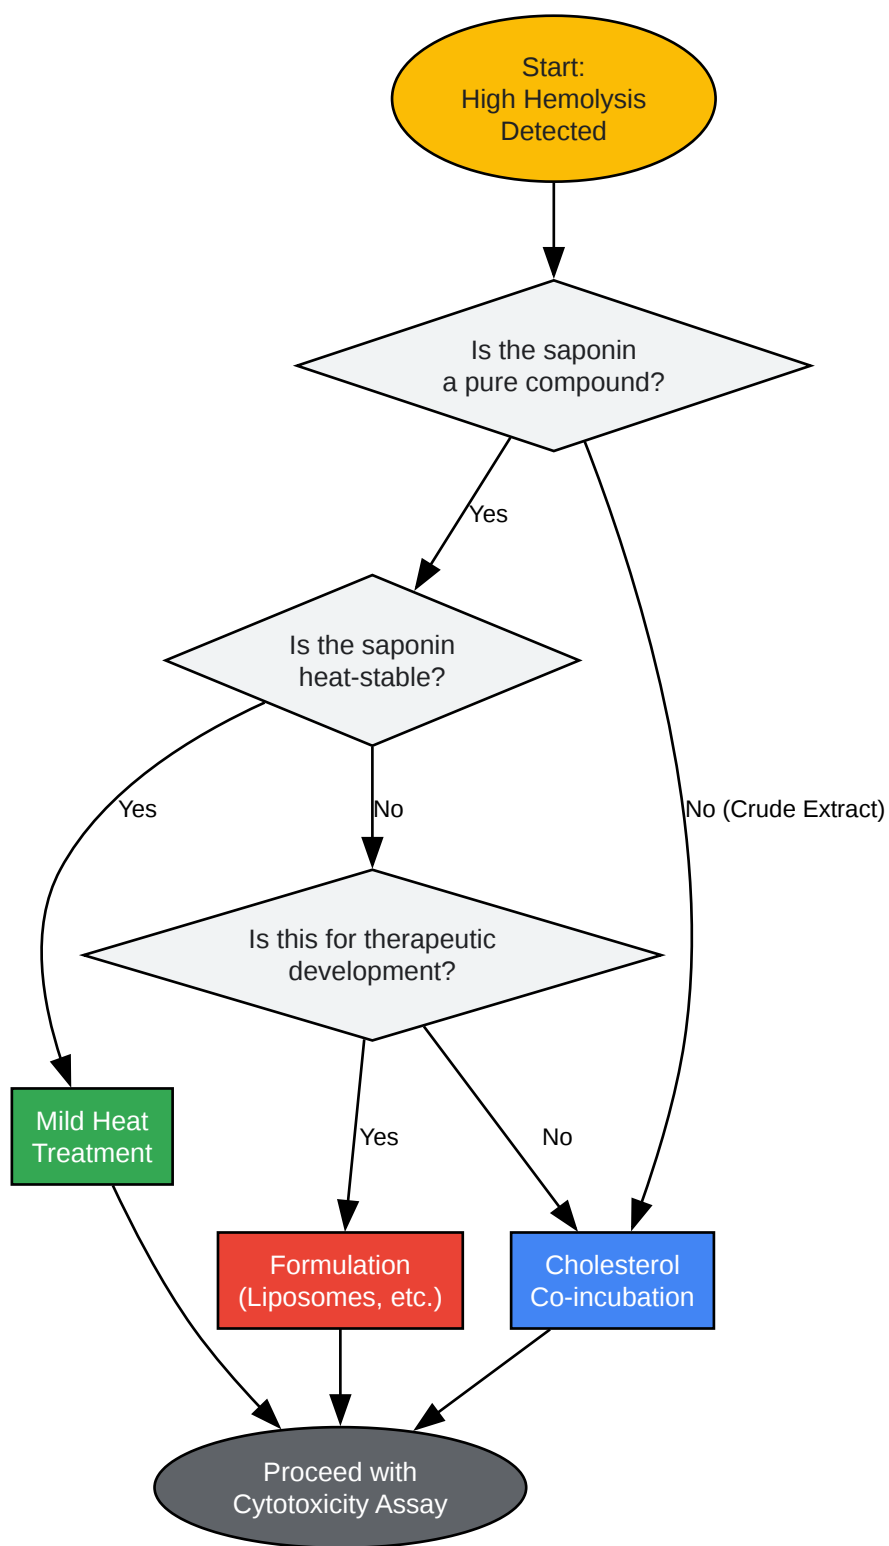 Start:
High Hemolysis
Detected
Is the saponin
a pure compound?
Yes
Is the saponin
heat-stable?
Yes
No
No (Crude Extract)
Is this for therapeutic
development?
Mild Heat
Treatment
Yes
No
Formulation
(Liposomes, etc.)
Cholesterol
Co-incubation
Proceed with
Cytotoxicity Assay